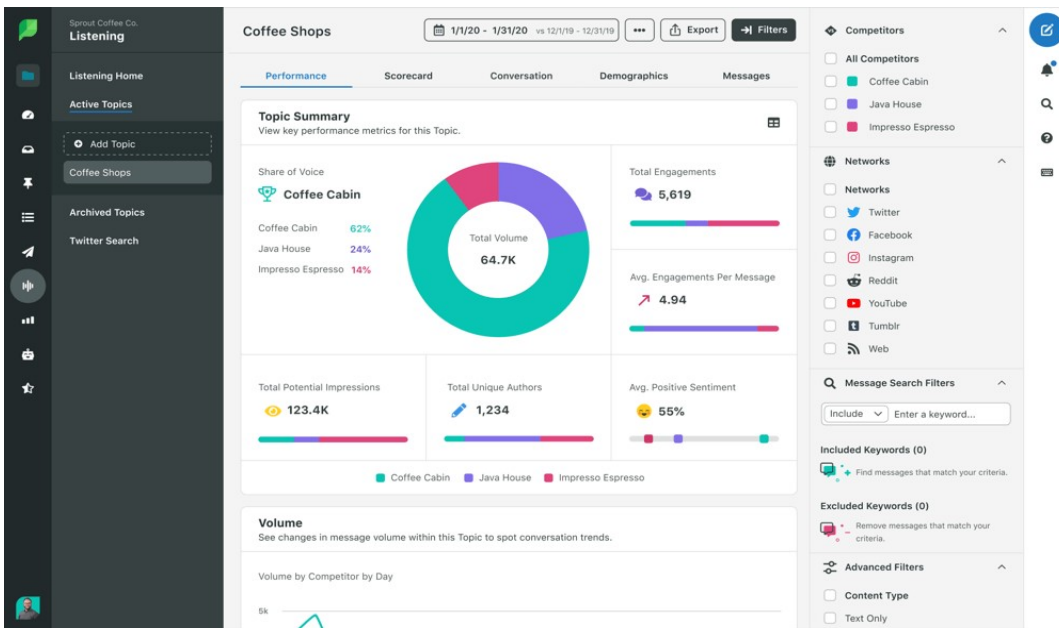 Sprout Coffee Co.
Listening
Listening Home
Active Topics
Add Topic
Coffee Shops
Archived Topics
Twitter Search
Coffee Shops
1/1/20 - 1/31/20 vs 12/1/19 - 12/31/19
Export
Filters
Performance
Scorecard
Conversation
Demographics
Messages
Topic Summary
View key performance metrics for this Topic.
Share of Voice
Coffee Cabin
Coffee Cabin 62%
Java House 24%
Impresso Espresso 14%
Total Volume
64.7K
Total Engagements
5,619
Avg. Engagements Per Message
4.94
Total Potential Impressions
123.4K
Total Unique Authors
1,234
Avg. Positive Sentiment
55%
Coffee Cabin Java House Impresso Espresso
Volume
See changes in message volume within this Topic to spot conversation trends.
Volume by Competitor by Day
5k
Competitors
All Competitors
Coffee Cabin
Java House
Impresso Espresso
Networks
Networks
Twitter
Facebook
Instagram
Reddit
YouTube
Tumblr
Web
Message Search Filters
Include Enter a keyword...
Included Keywords (0)
Find messages that match your criteria.
Excluded Keywords (0)
Remove messages that match your
criteria.
Advanced Filters
Content Type
Text Only